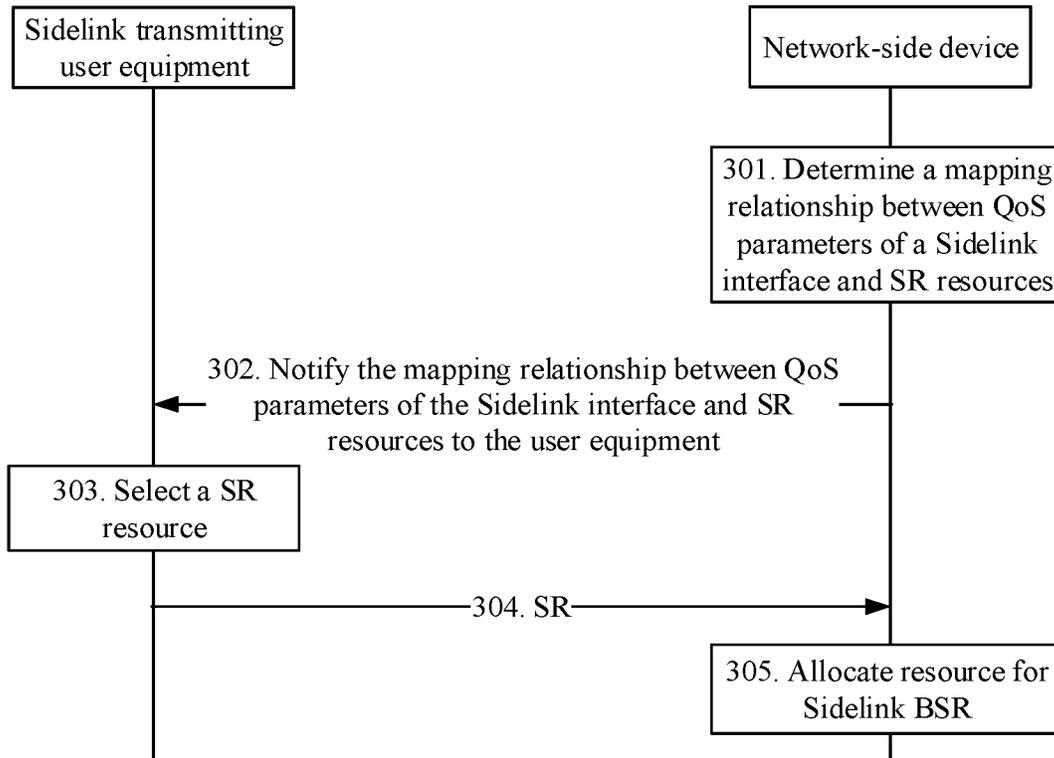 Sidelink transmitting
user equipment
Network-side device
301. Determine a mapping
relationship between QoS
parameters of a Sidelink
interface and SR resources
302. Notify the mapping relationship between QoS
parameters of the Sidelink interface and SR
resources to the user equipment
303. Select a SR
resource
304. SR
305. Allocate resource for
Sidelink BSR